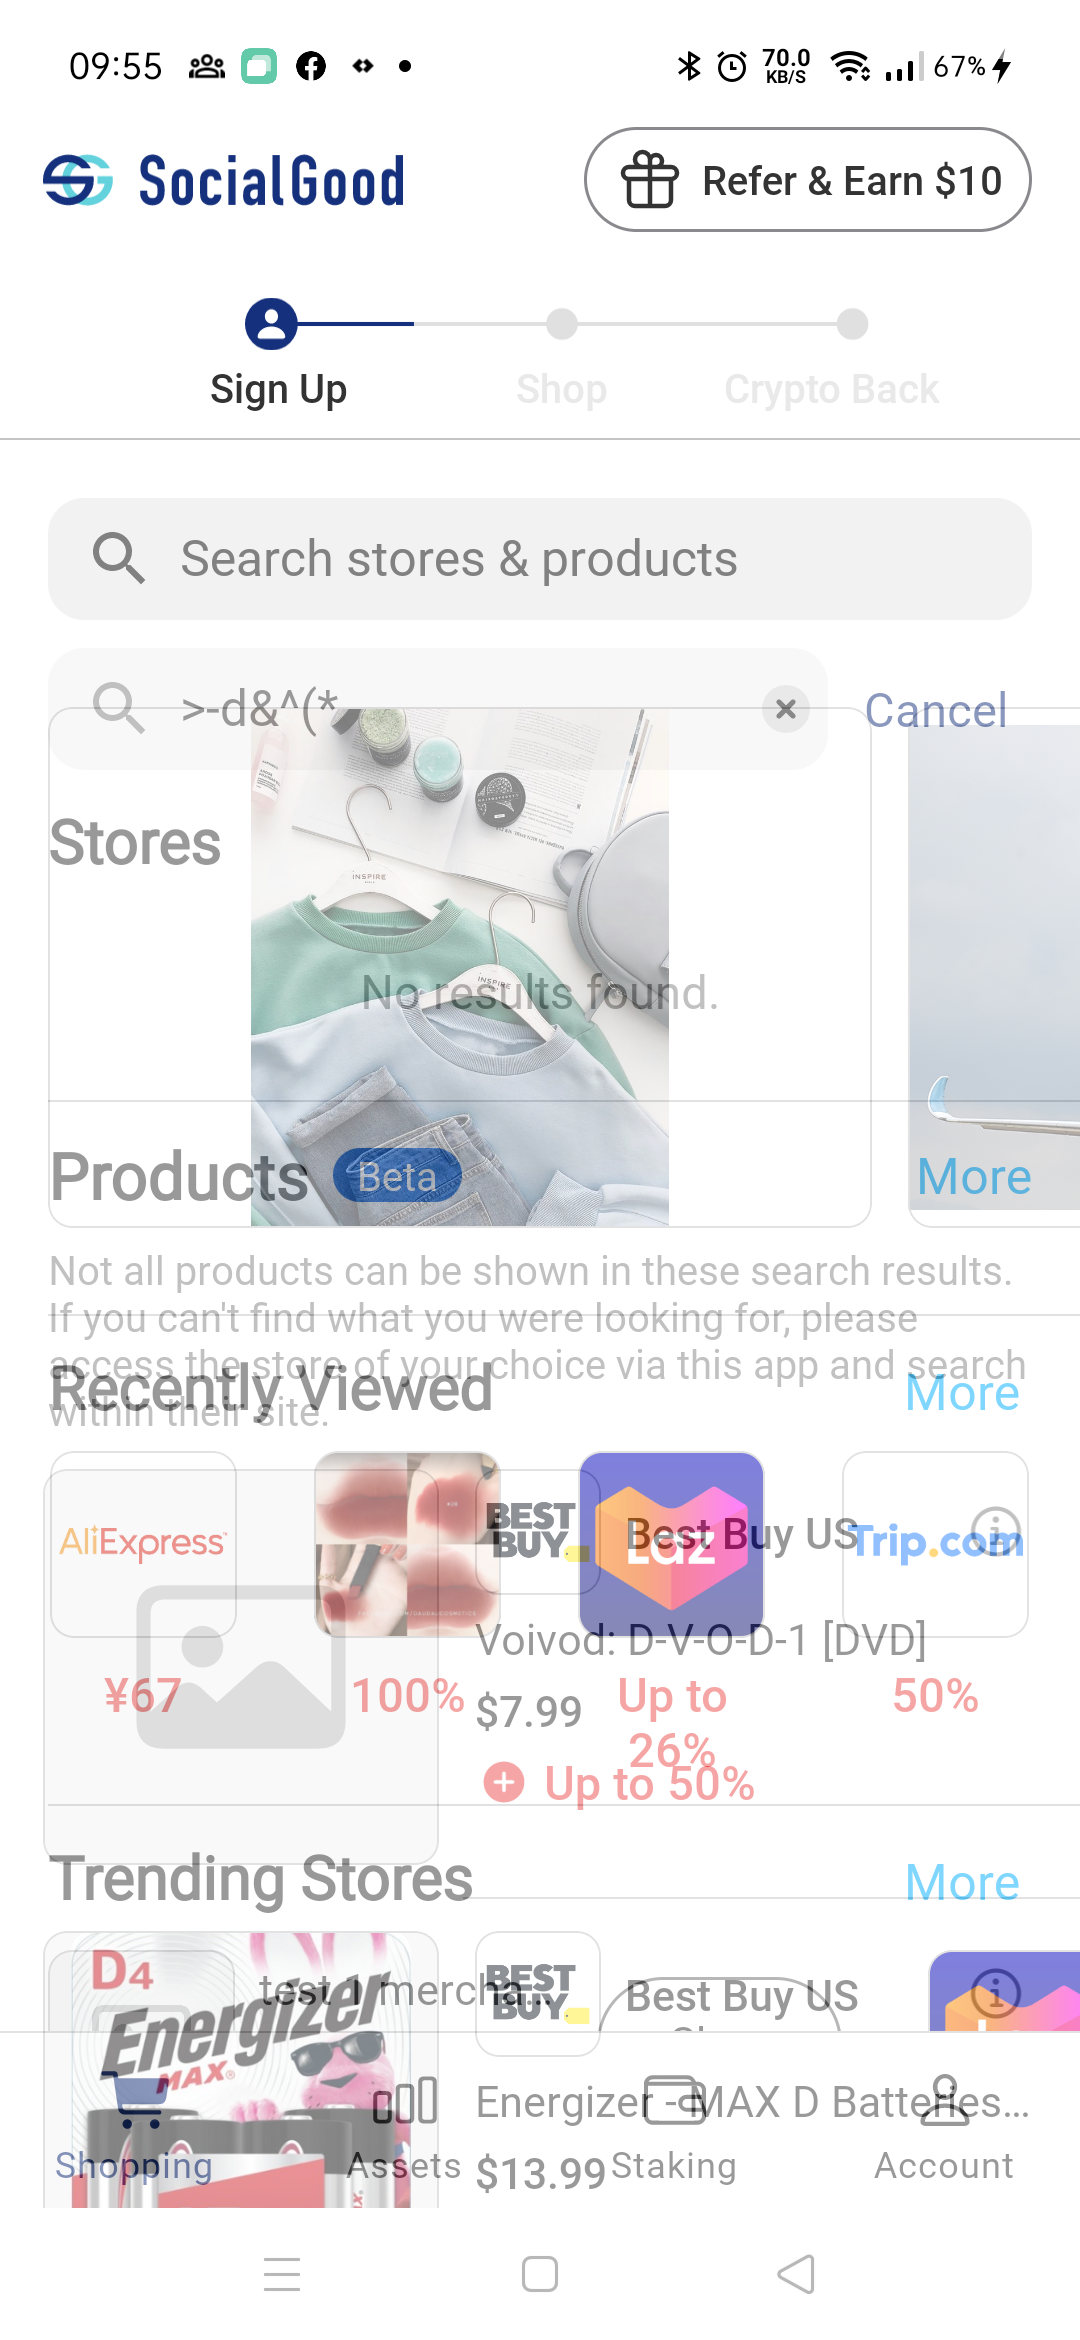 09:55
70.0
KB/S
67%
SocialGood
Refer & Earn $10
Sign Up
Shop
Crypto Back
Search stores & products
>-d&^(*
Cancel
Stores
INSPIRE
INSPIRE
No results found.
Products
Beta
More
Not all products can be shown in these search results.
If you can't find what you were looking for, please
access the store of your choice via this app and search
within their site.
Recently Viewed
More
AliExpress
BEST
BUY
Laz
Best Buy US
Trip.com
Voivod: D-V-O-D-1 [DVD]
¥67
100%
$7.99
Up to
26%
50%
Up to 50%
Trending Stores
More
D4
Energizer
MAX
test 1 mercha...
BEST
BUY
Best Buy US
Energizer - MAX D Batteries...
$13.99
Shopping
Assets
Staking
Account